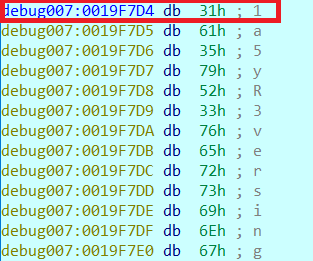 debug007:0019F7D4 db 31h ; 1
debug007:0019F7D5 db 61h ; a
debug007:0019F7D6 db 35h ; 5
debug007:0019F7D7 db 79h ; y
debug007:0019F7D8 db 52h ; R
debug007:0019F7D9 db 33h ; 3
debug007:0019F7DA db 76h ; v
debug007:0019F7DB db 65h ; e
debug007:0019F7DC db 72h ; r
debug007:0019F7DD db 73h ; s
debug007:0019F7DE db 69h ; i
debug007:0019F7DF db 6Eh ; n
debug007:0019F7E0 db 67h ; g